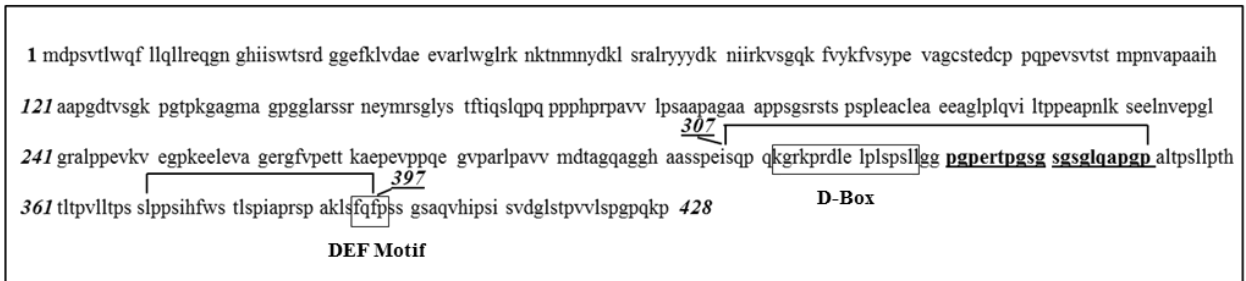 1 mdpsvtlwqf llqllreqgn ghiiswtsrd ggefklvdae evarlwglrk nktnmnydkl sralryyydk niirkvsgqk fvykfvsype vagcstedcp pqpevsvtst mpnvapaaih
121 aapgdtvsgk pgtpkgagma gpgglarssr neymrsglys tftiqslqpq ppphprpavv lpsaapagaa appsgsrsts pspleaclea eeaglplqvi ltppeapnlk seelnvepgl
307
241 gralppevkv egpkeeleva gergfvpett kaepevppqe gvparlpavv mdtagqaggh aasspeisqp qkgrkprdle lplspsllgg pgpertpgsg sgsglqapgp altpsllpth
397
361 tltpvlltps slppsihfws tlspiaprsp aklsfqfpss gsaqvhipsi svdglstpvvlspgpqkp 428
D-Box
DEF Motif